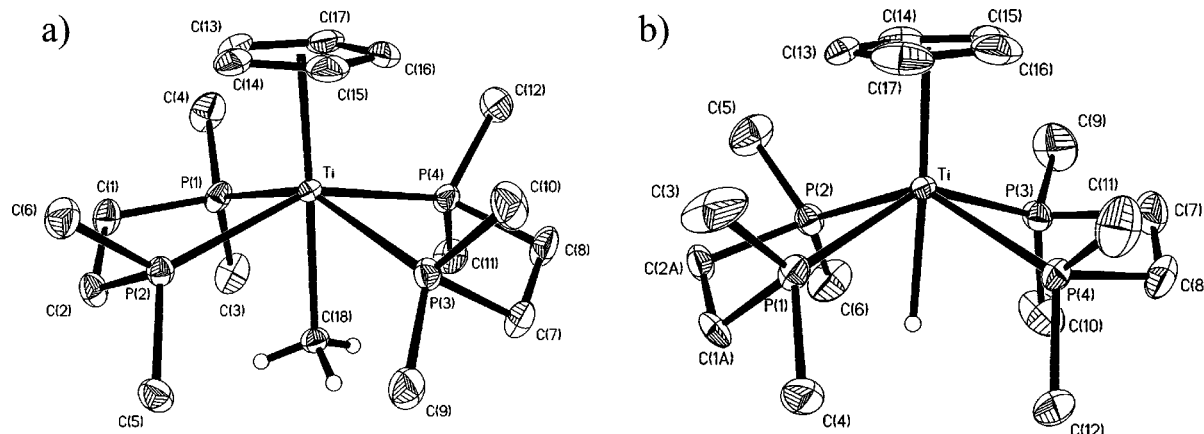 a)
C(13)
C(17)
C(14)
C(15)
C(16)
C(4)
C(12)
C(1)
P(1)
Ti
P(4)
C(10)
C(6)
C(2)
P(2)
C(3)
C(11)
C(8)
P(3)
C(18)
C(7)
C(5)
C(9)
b)
C(14)
C(15)
C(13)
C(16)
C(17)
C(5)
C(9)
C(3)
P(2)
Ti
P(3)
C(11)
C(7)
C(2A)
P(1)
C(6)
P(4)
C(8)
C(1A)
C(10)
C(4)
C(12)